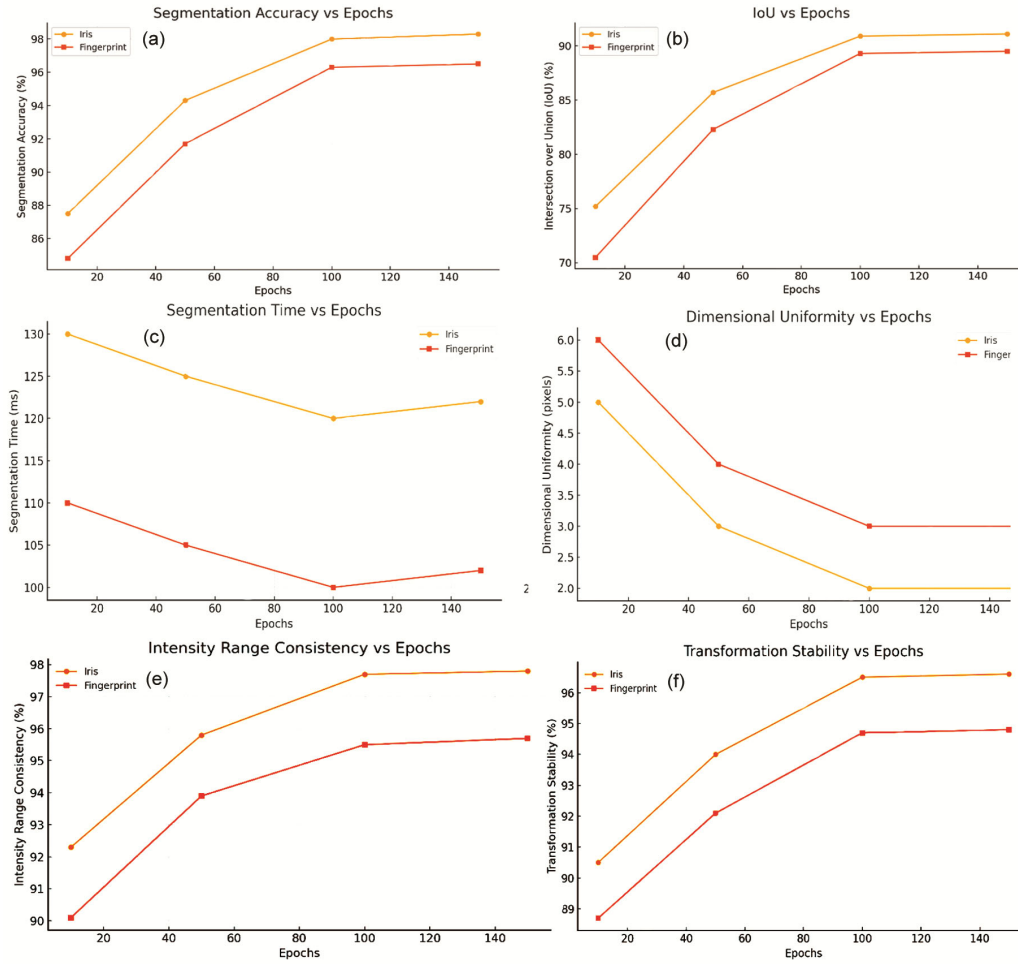 Segmentation Accuracy vs Epochs
(a)
Iris
Fingerprint
Segmentation Accuracy (%)
98
96
94
92
90
88
86
20 40 60 80 100 120 140
Epochs
IoU vs Epochs
(b)
Iris
Fingerprint
Intersection over Union (IoU) (%)
90
85
80
75
70
20 40 60 80 100 120 140
Epochs
Segmentation Time vs Epochs
(c)
Iris
Fingerprint
Segmentation Time (ms)
130
125
120
115
110
105
100
20 40 60 80 100 120 140
Epochs
2
Dimensional Uniformity vs Epochs
(d)
Iris
Finger
Dimensional Uniformity (pixels)
6.0
5.5
5.0
4.5
4.0
3.5
3.0
2.5
2.0
20 40 60 80 100 120 140
Epochs
Intensity Range Consistency vs Epochs
(e)
Iris
Fingerprint
Intensity Range Consistency (%)
98
97
96
95
94
93
92
91
90
20 40 60 80 100 120 140
Epochs
Transformation Stability vs Epochs
(f)
Iris
Fingerprint
Transformation Stability (%)
96
95
94
93
92
91
90
89
20 40 60 80 100 120 140
Epochs